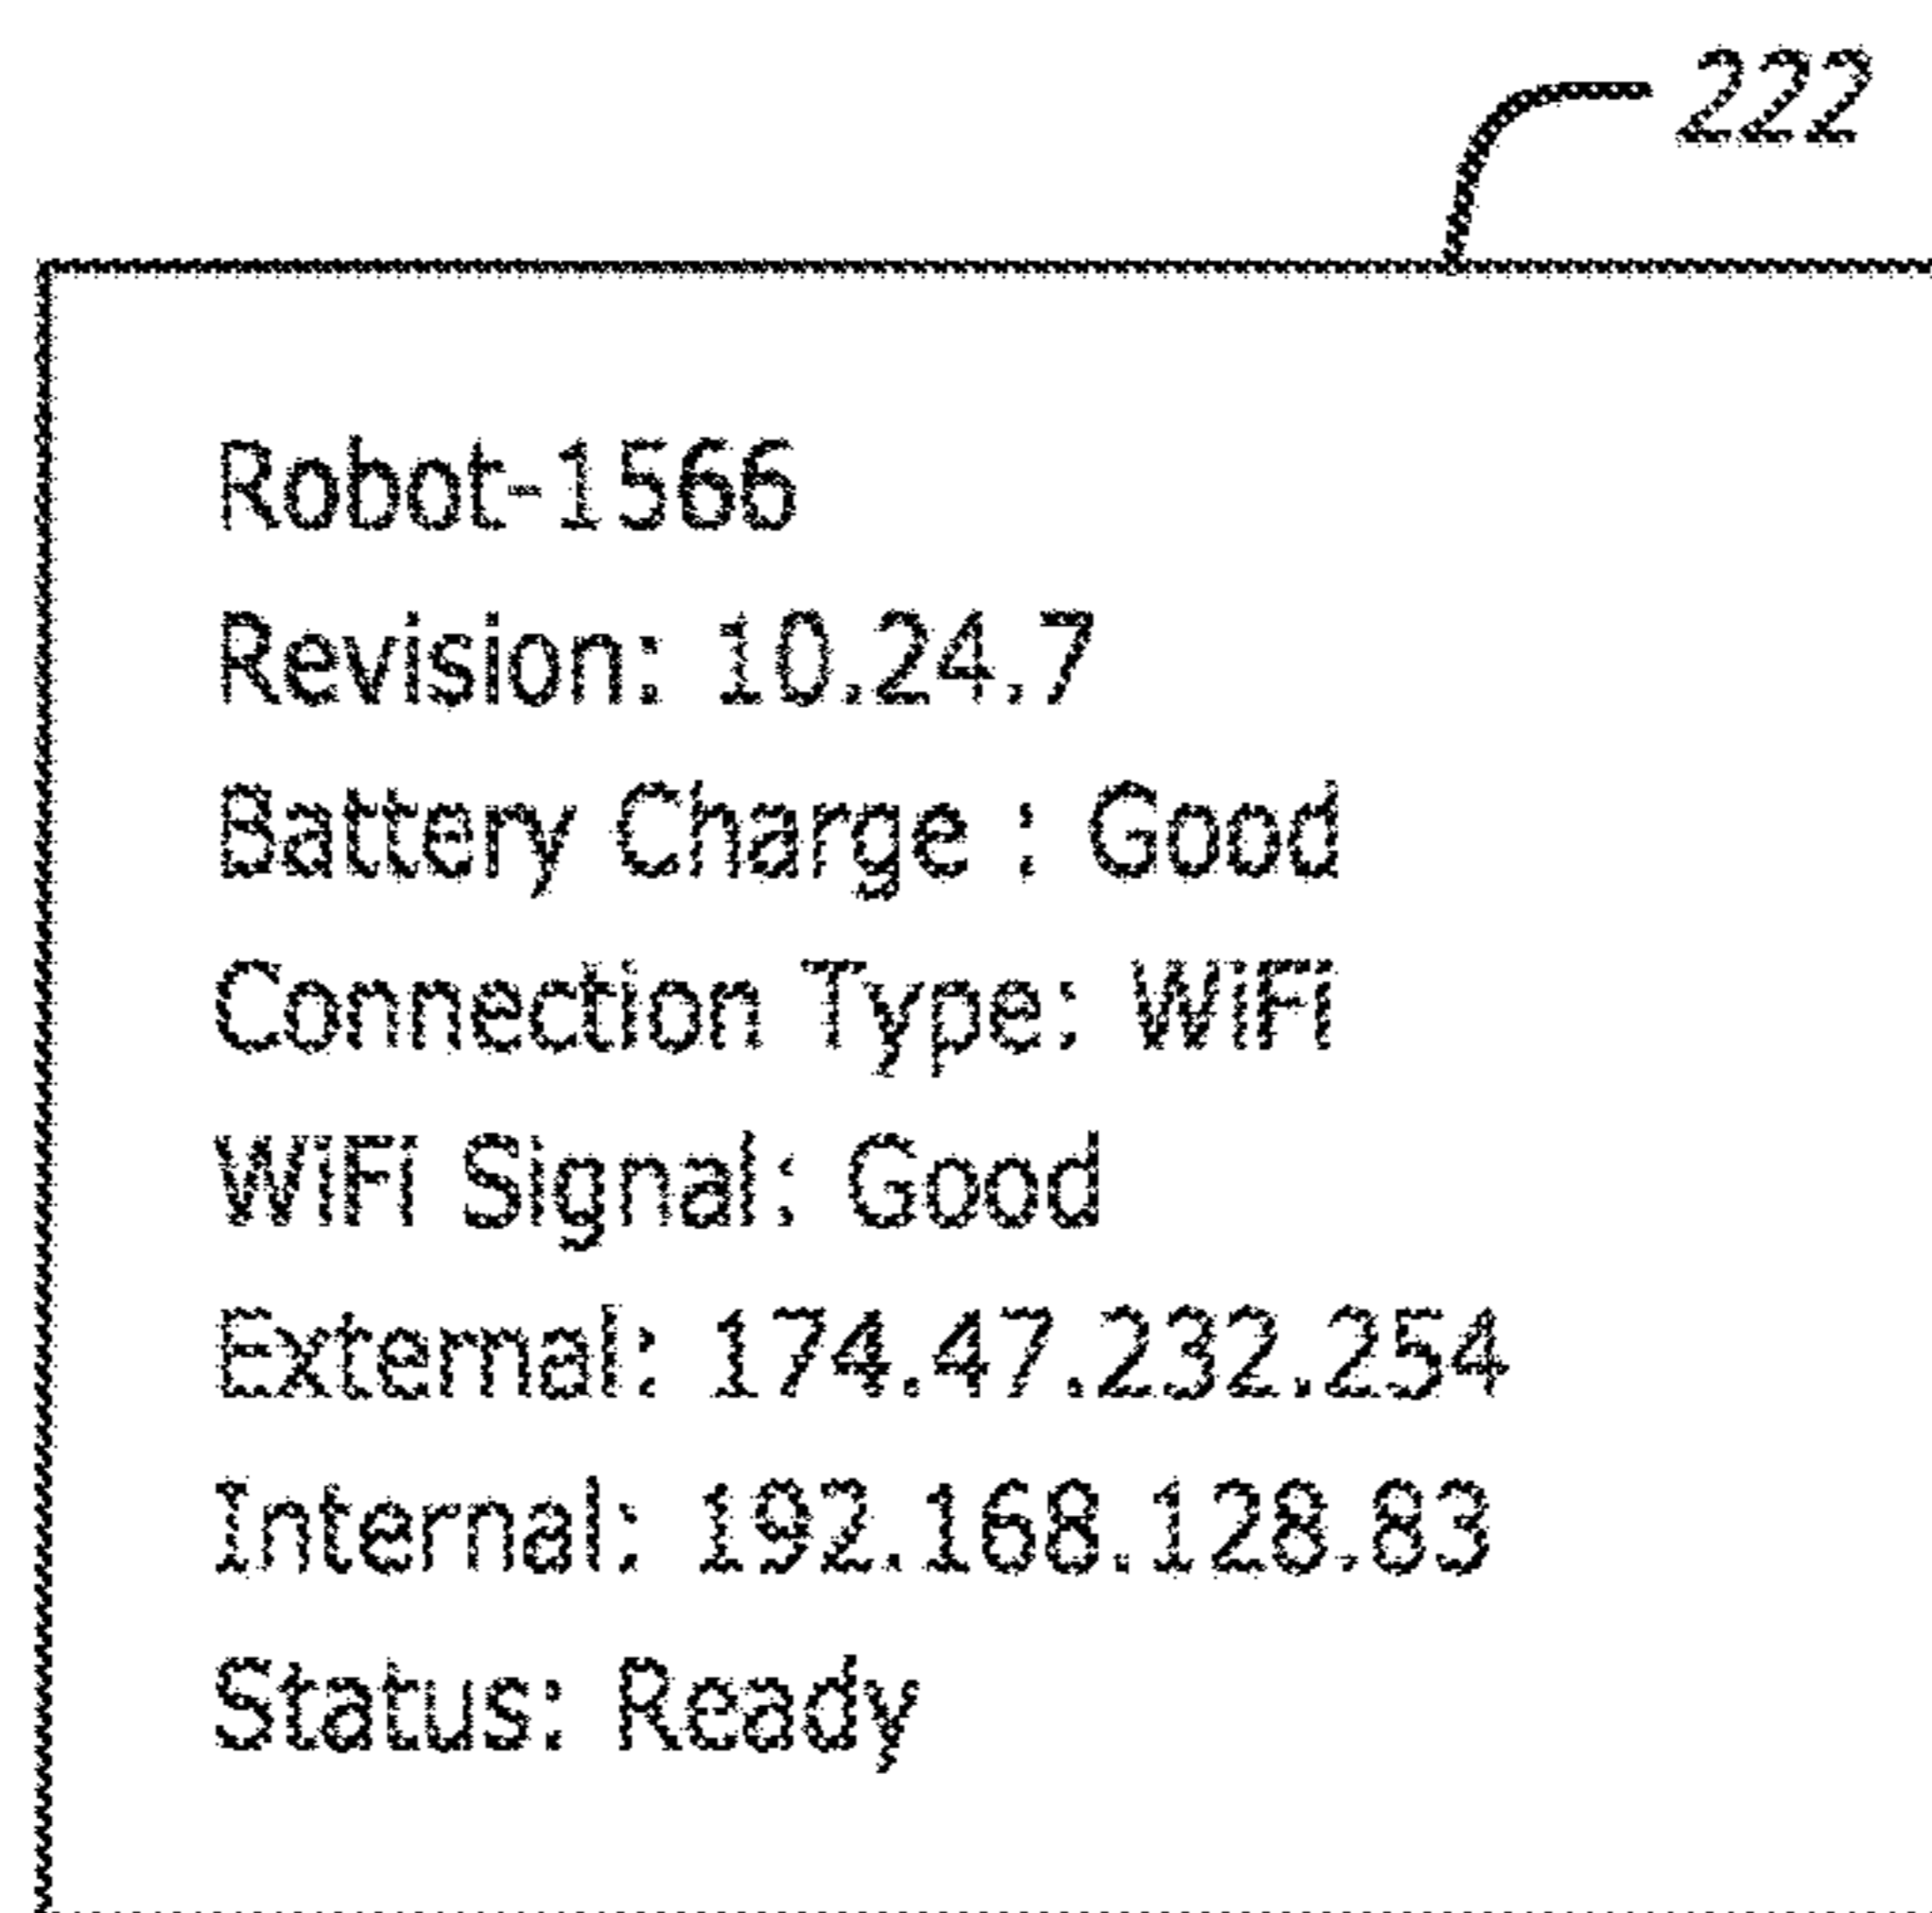 222
Robot-1566
Revision: 10.24.7
Battery Charge : Good
Connection Type: WiFi
WiFi Signal: Good
External: 174.47.232.254
Internal: 192.168.128.83
Status: Ready